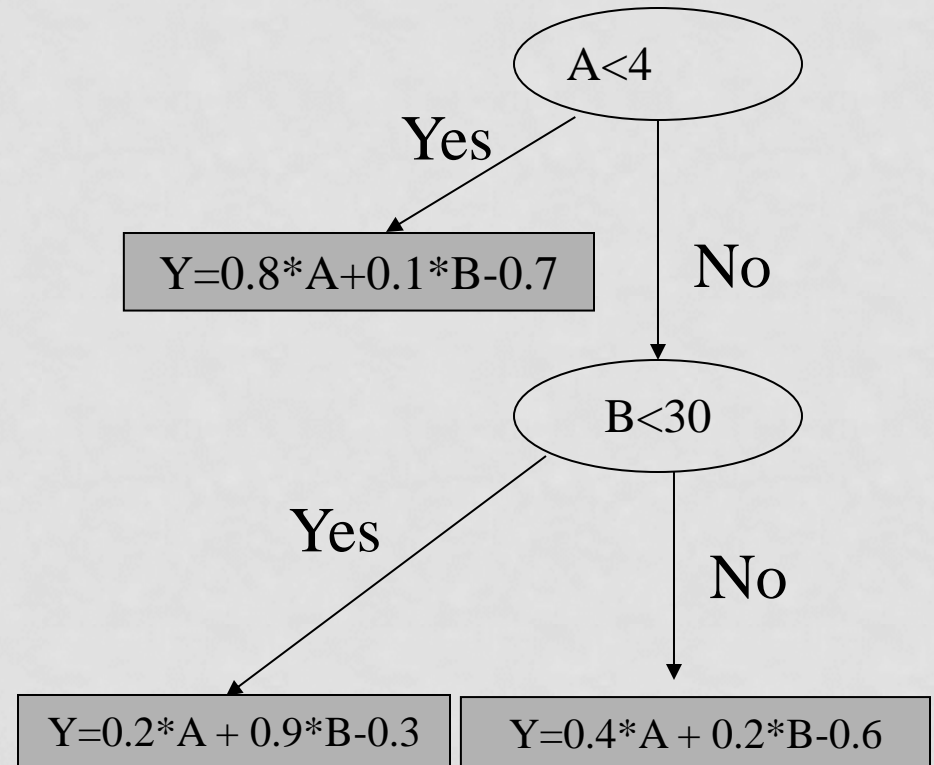 A<4
Yes
Y=0.8*A+0.1*B-0.7
No
B<30
Yes
No
Y=0.2*A + 0.9*B-0.3
Y=0.4*A + 0.2*B-0.6